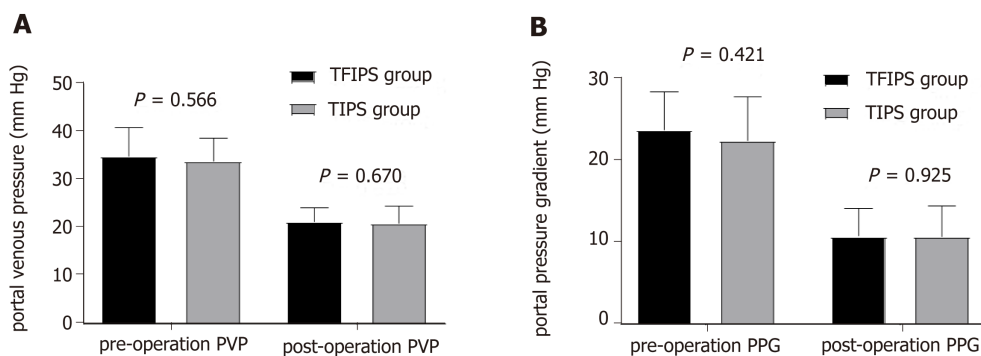 A
portal venous pressure (mm Hg)
50
40
30
20
10
0
TFIPS group
TIPS group
P = 0.566
P = 0.670
pre-operation PVP
post-operation PVP
B
portal pressure gradient (mm Hg)
30
20
10
0
P = 0.421
TFIPS group
TIPS group
P = 0.925
pre-operation PPG
post-operation PPG